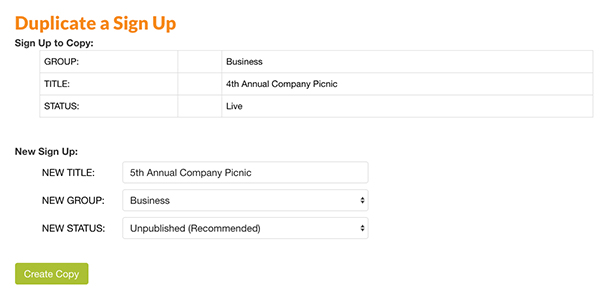 Duplicate a Sign Up
Sign Up to Copy:
GROUP: Business
TITLE: 4th Annual Company Picnic
STATUS: Live
New Sign Up:
NEW TITLE: 5th Annual Company Picnic
NEW GROUP: Business
NEW STATUS: Unpublished (Recommended)
Create Copy